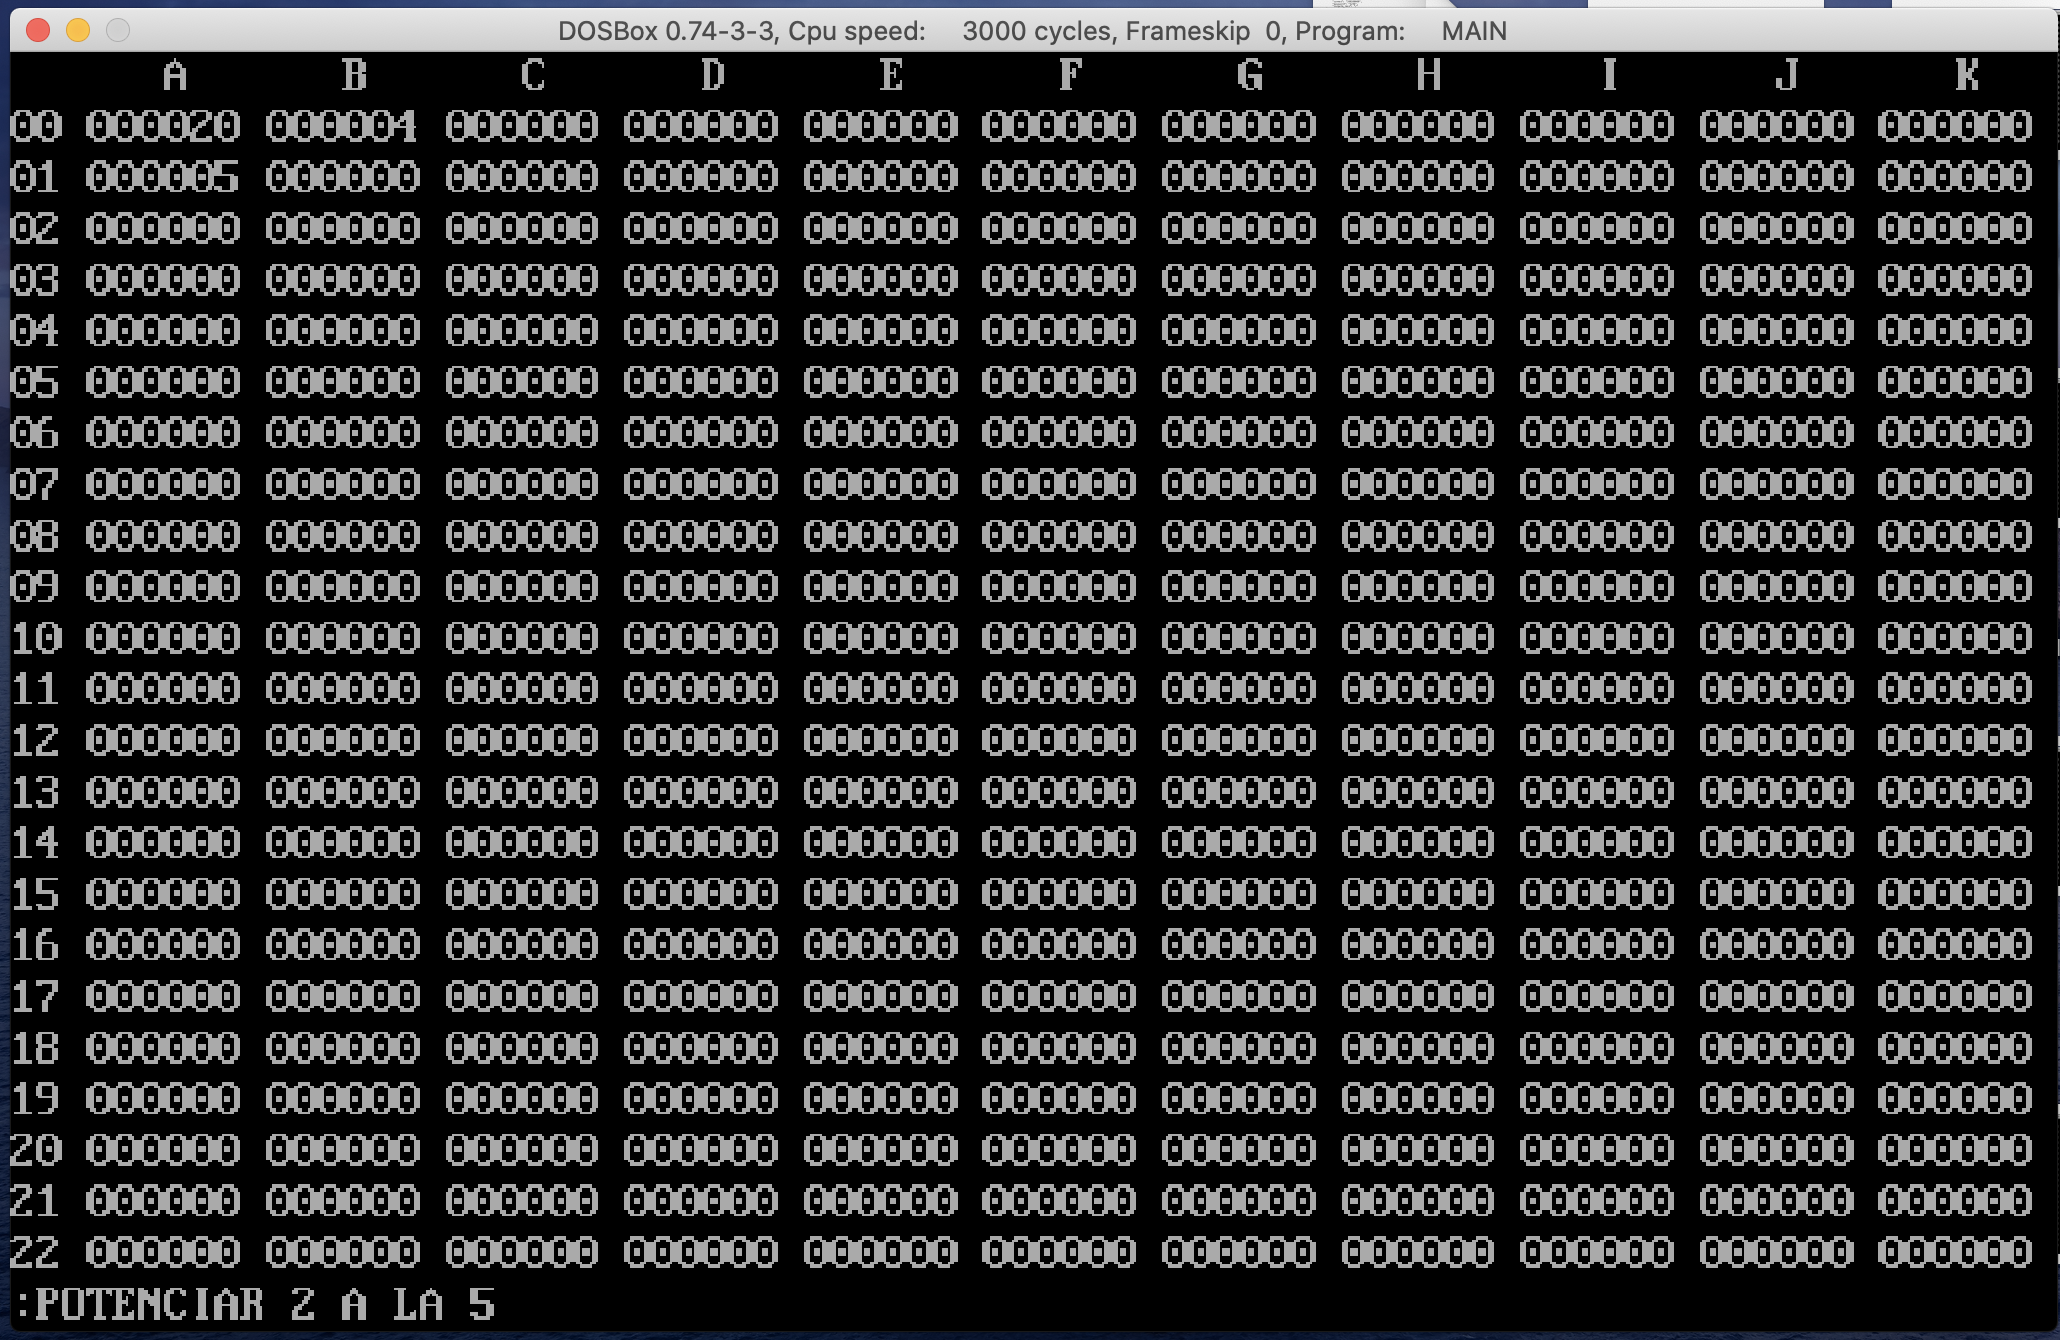 DOSBox 0.74-3-3, Cpu speed: 3000 cycles, Frameskip 0, Program: MAIN
A B C D E F G H I J K
00 000020 000004 000000 000000 000000 000000 000000 000000 000000 000000 000000
01 000005 000000 000000 000000 000000 000000 000000 000000 000000 000000 000000
02 000000 000000 000000 000000 000000 000000 000000 000000 000000 000000 000000
03 000000 000000 000000 000000 000000 000000 000000 000000 000000 000000 000000
04 000000 000000 000000 000000 000000 000000 000000 000000 000000 000000 000000
05 000000 000000 000000 000000 000000 000000 000000 000000 000000 000000 000000
06 000000 000000 000000 000000 000000 000000 000000 000000 000000 000000 000000
07 000000 000000 000000 000000 000000 000000 000000 000000 000000 000000 000000
08 000000 000000 000000 000000 000000 000000 000000 000000 000000 000000 000000
09 000000 000000 000000 000000 000000 000000 000000 000000 000000 000000 000000
10 000000 000000 000000 000000 000000 000000 000000 000000 000000 000000 000000
11 000000 000000 000000 000000 000000 000000 000000 000000 000000 000000 000000
12 000000 000000 000000 000000 000000 000000 000000 000000 000000 000000 000000
13 000000 000000 000000 000000 000000 000000 000000 000000 000000 000000 000000
14 000000 000000 000000 000000 000000 000000 000000 000000 000000 000000 000000
15 000000 000000 000000 000000 000000 000000 000000 000000 000000 000000 000000
16 000000 000000 000000 000000 000000 000000 000000 000000 000000 000000 000000
17 000000 000000 000000 000000 000000 000000 000000 000000 000000 000000 000000
18 000000 000000 000000 000000 000000 000000 000000 000000 000000 000000 000000
19 000000 000000 000000 000000 000000 000000 000000 000000 000000 000000 000000
20 000000 000000 000000 000000 000000 000000 000000 000000 000000 000000 000000
21 000000 000000 000000 000000 000000 000000 000000 000000 000000 000000 000000
22 000000 000000 000000 000000 000000 000000 000000 000000 000000 000000 000000
:POTENCIAR 2 A LA 5